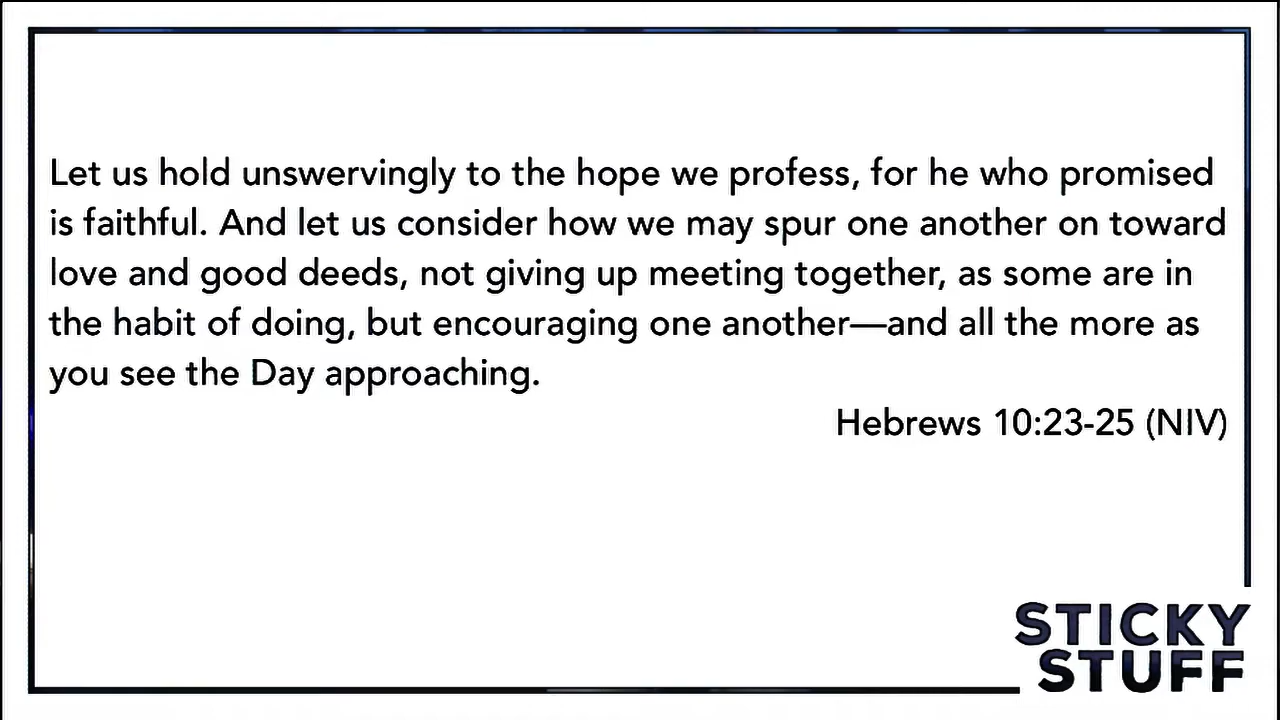 Let us hold unswervingly to the hope we profess, for he who promised
is faithful. And let us consider how we may spur one another on toward
love and good deeds, not giving up meeting together, as some are in
the habit of doing, but encouraging one another—and all the more as
you see the Day approaching.
Hebrews 10:23-25 (NIV)
STICKY
STUFF